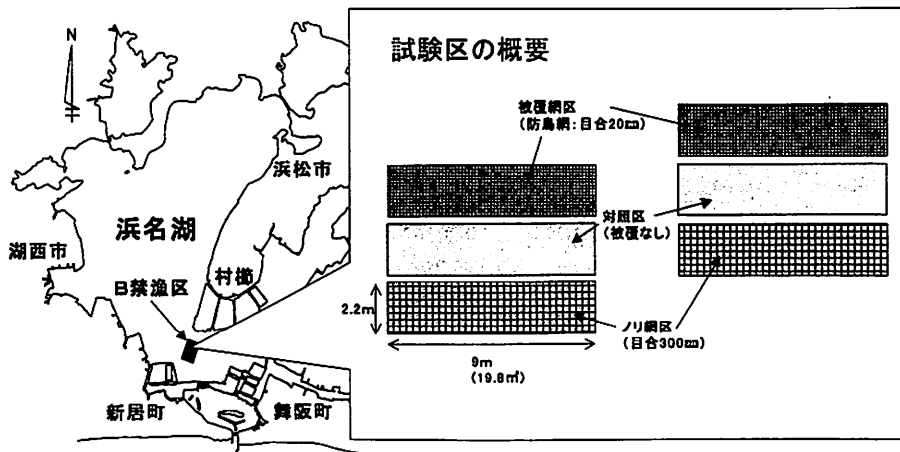 N
浜松市
浜名湖
湖西市
村櫛
B禁漁区
新居町
舞阪町
試験区の概要
被覆網区
(防鳥網:目合20㎜)
対照区
(被覆なし)
2.2m
ノリ網区
(目合300㎜)
9m
(19.8㎡)